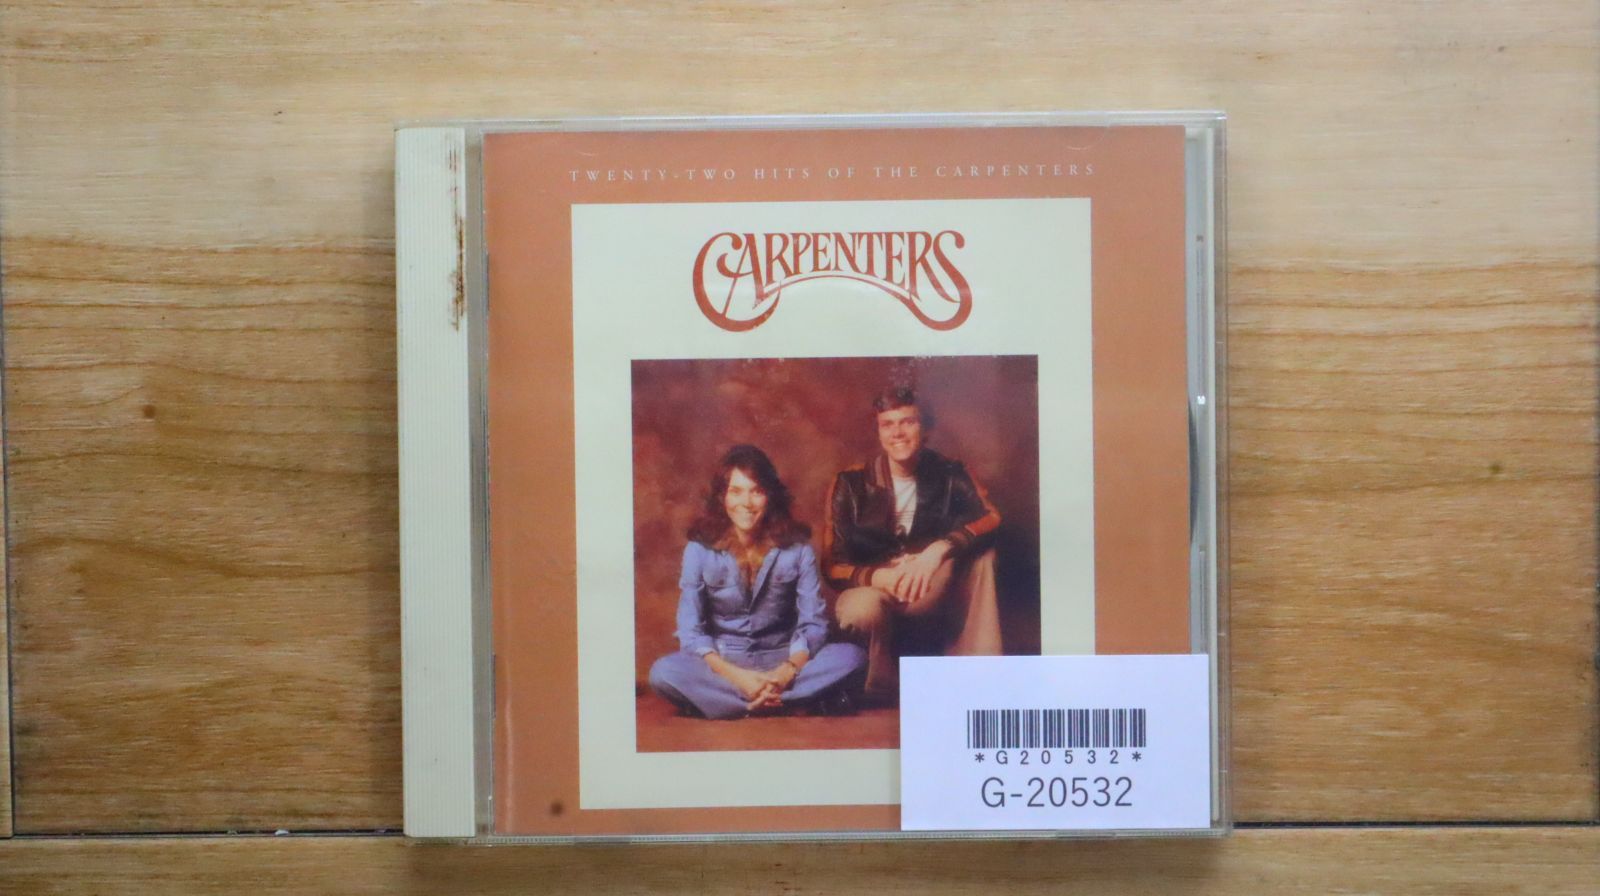 TWENTY-TWO HITS OF THE CARPENTERS
CARPENTERS
*G20532*
G-20532